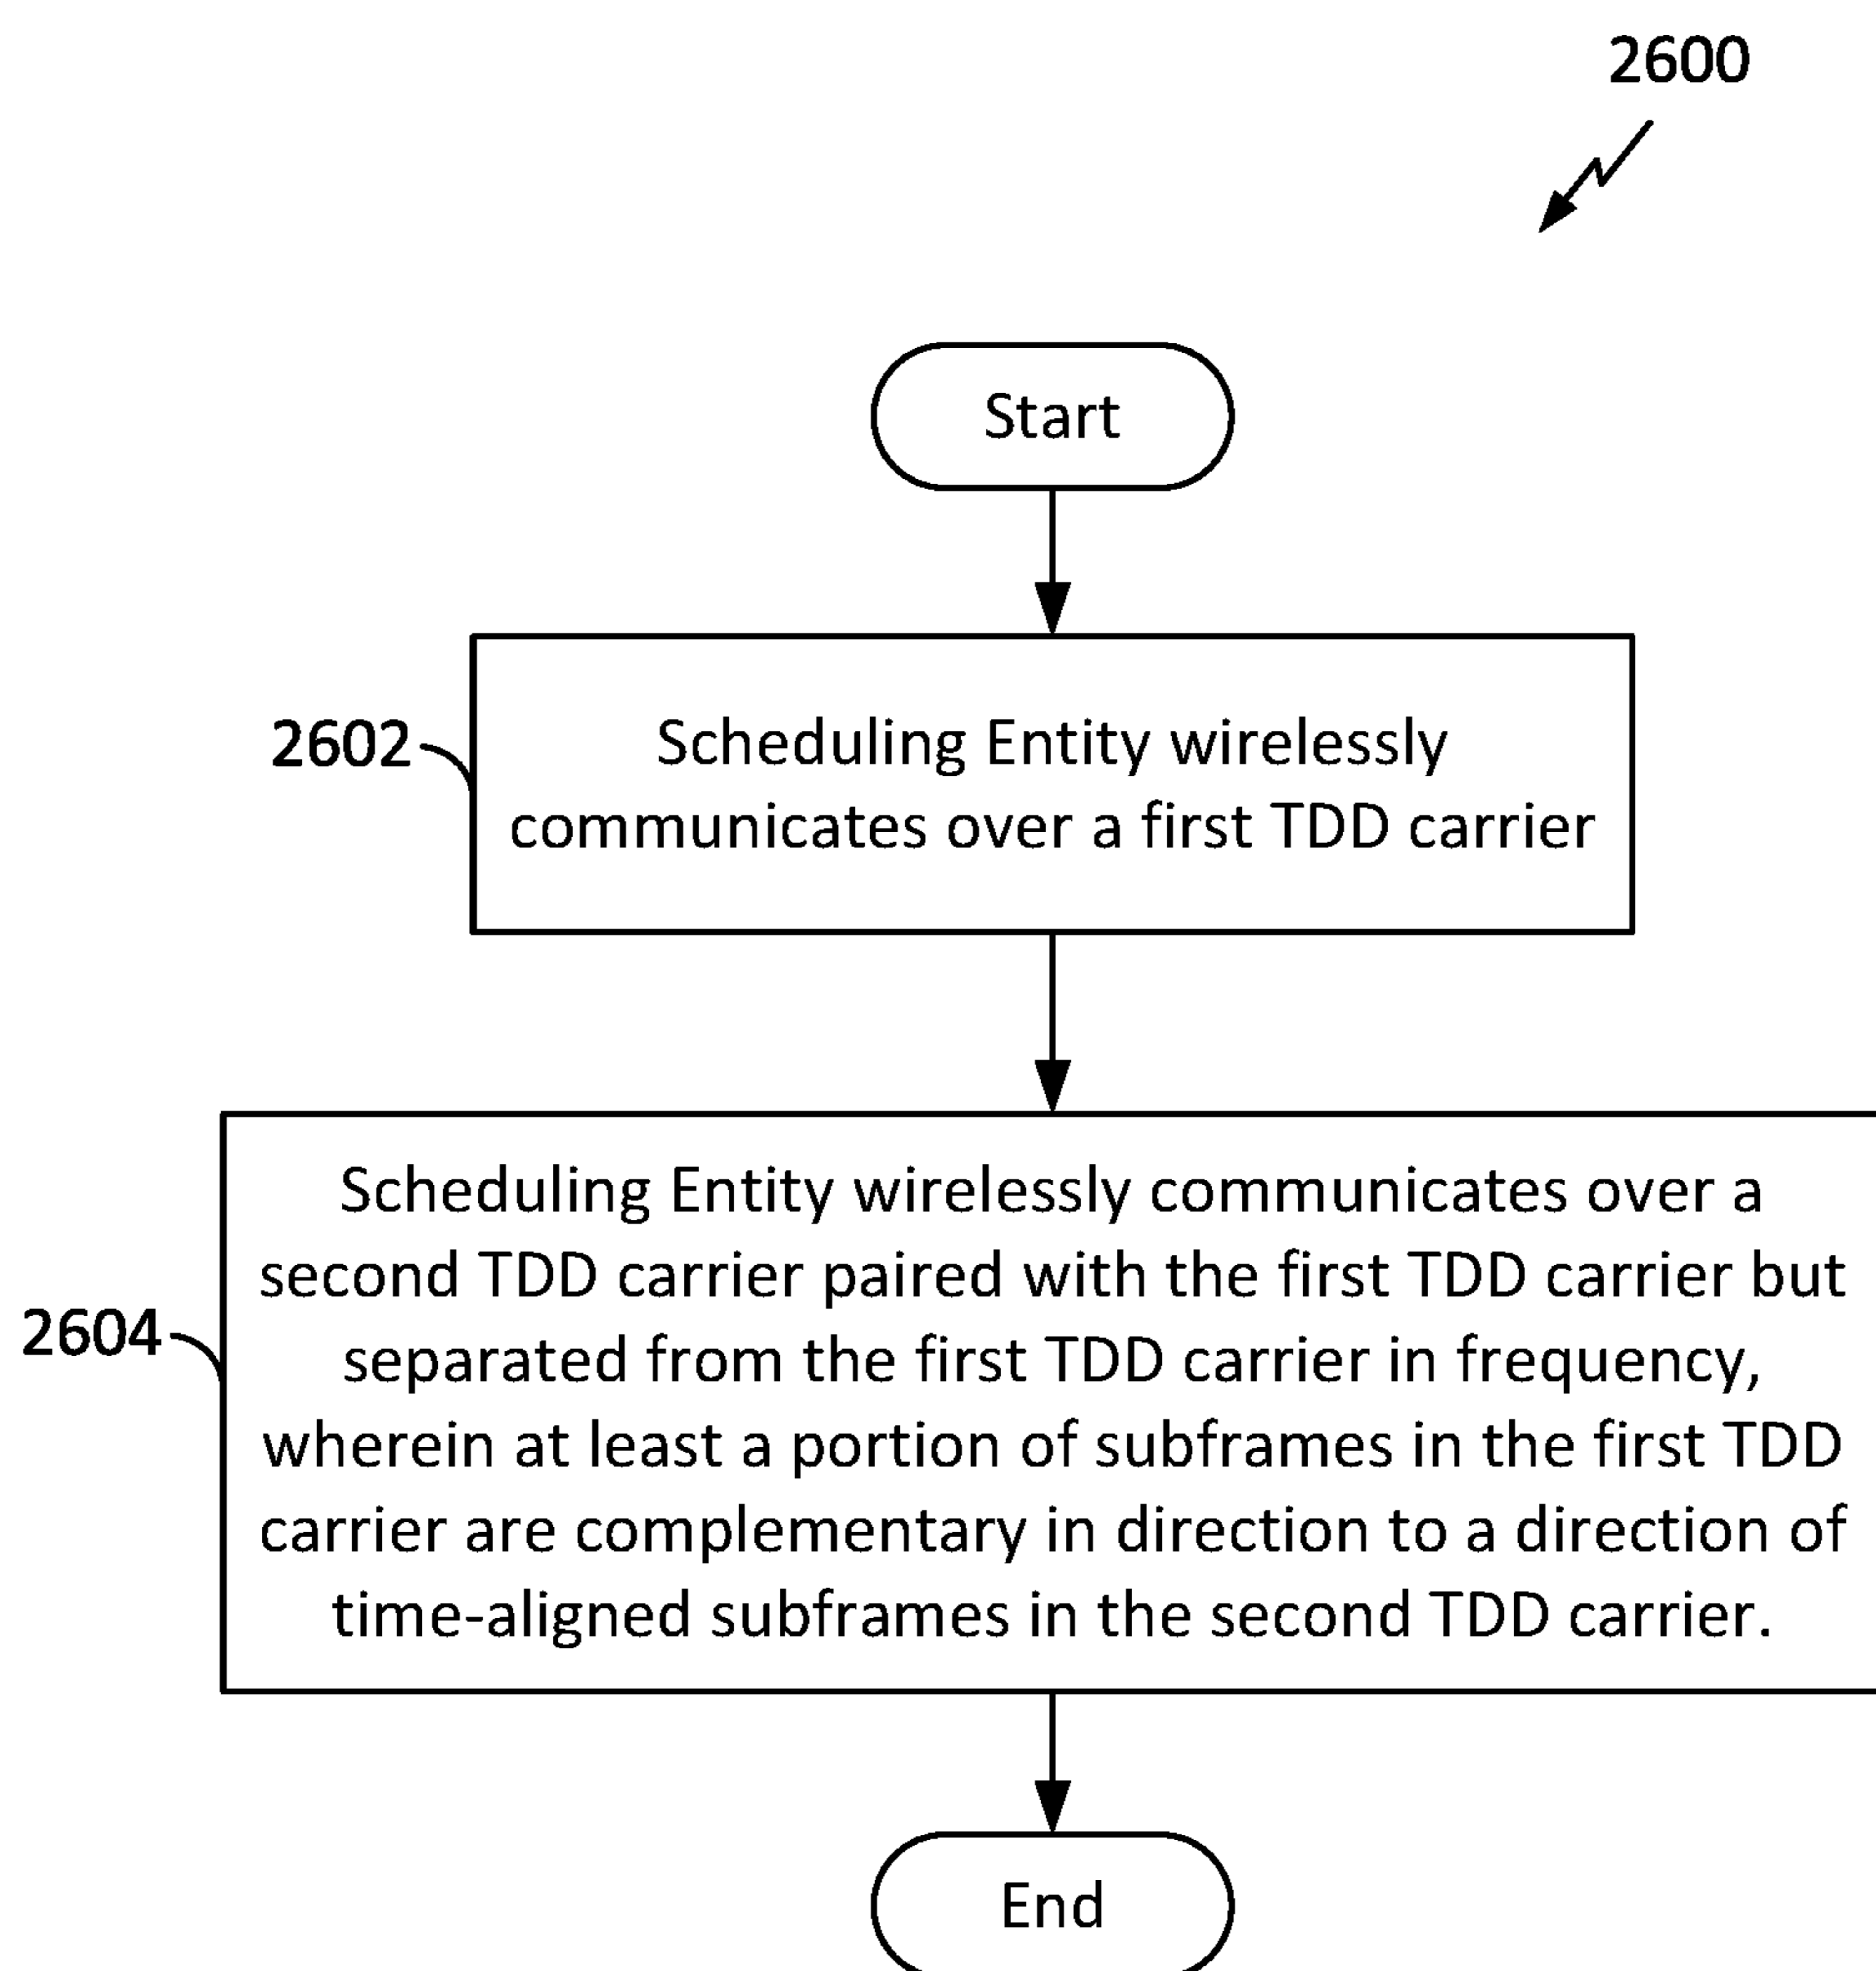 2600
Start
2602
Scheduling Entity wirelessly
communicates over a first TDD carrier
2604
Scheduling Entity wirelessly communicates over a
second TDD carrier paired with the first TDD carrier but
separated from the first TDD carrier in frequency,
wherein at least a portion of subframes in the first TDD
carrier are complementary in direction to a direction of
time-aligned subframes in the second TDD carrier.
End